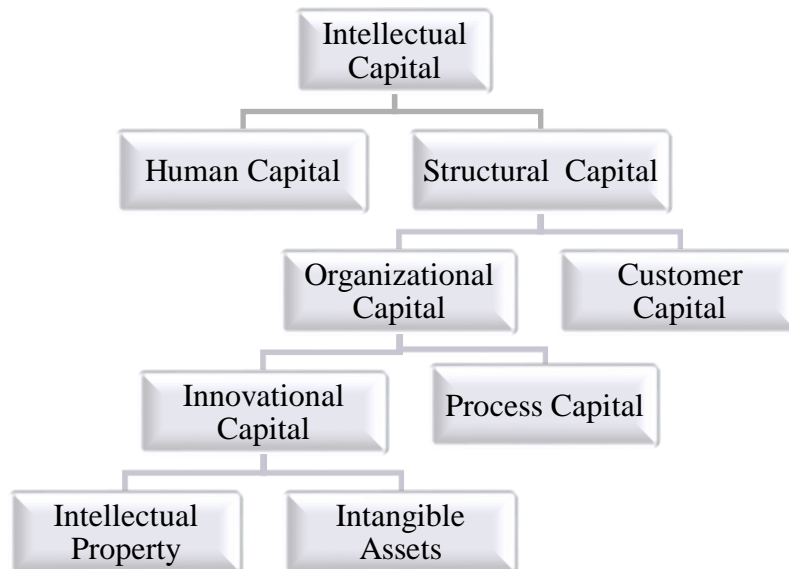 Intellectual
Capital
Human Capital
Structural Capital
Organizational
Capital
Customer
Capital
Innovational
Capital
Process Capital
Intellectual
Property
Intangible
Assets